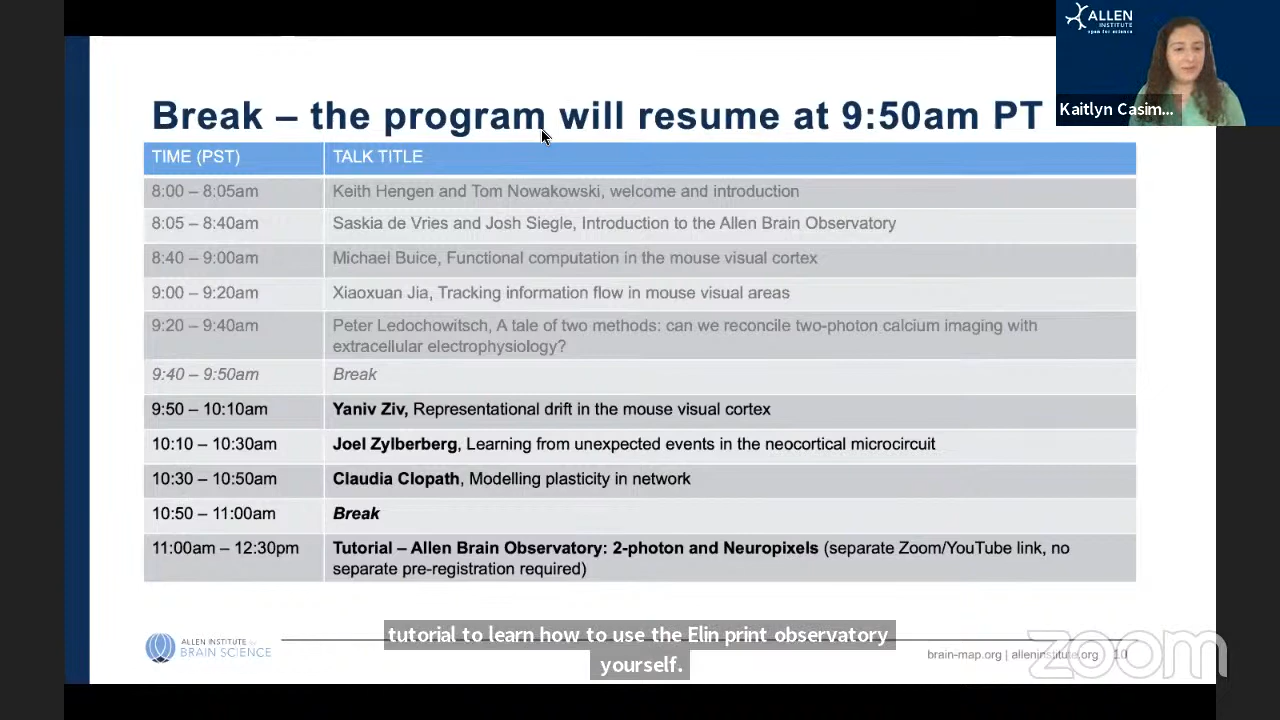 ALLEN
INSTITUTE
open for science
Kaitlyn Casim...
Break – the program will resume at 9:50am PT
TIME (PST) TALK TITLE
8:00 – 8:05am Keith Hengen and Tom Nowakowski, welcome and introduction
8:05 – 8:40am Saskia de Vries and Josh Siegle, Introduction to the Allen Brain Observatory
8:40 – 9:00am Michael Buice, Functional computation in the mouse visual cortex
9:00 – 9:20am Xiaoxuan Jia, Tracking information flow in mouse visual areas
9:20 – 9:40am Peter Ledochowitsch, A tale of two methods: can we reconcile two-photon calcium imaging with
extracellular electrophysiology?
9:40 – 9:50am Break
9:50 – 10:10am Yaniv Ziv, Representational drift in the mouse visual cortex
10:10 – 10:30am Joel Zylberberg, Learning from unexpected events in the neocortical microcircuit
10:30 – 10:50am Claudia Clopath, Modelling plasticity in network
10:50 – 11:00am Break
11:00am – 12:30pm Tutorial – Allen Brain Observatory: 2-photon and Neuropixels (separate Zoom/YouTube link, no
separate pre-registration required)
ALLEN INSTITUTE for
BRAIN SCIENCE
tutorial to learn how to use the Elin print observatory
yourself.
brain-map.org | alleninstitute.org 10
zoom